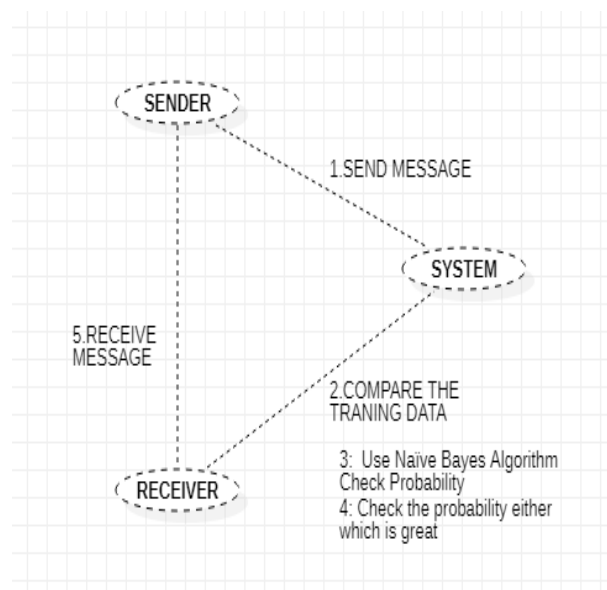 SENDER
1.SEND MESSAGE
SYSTEM
5.RECEIVE
MESSAGE
2.COMPARE THE
TRANING DATA
3:  Use Naïve Bayes Algorithm
Check Probability
4: Check the probability either
which is great
RECEIVER